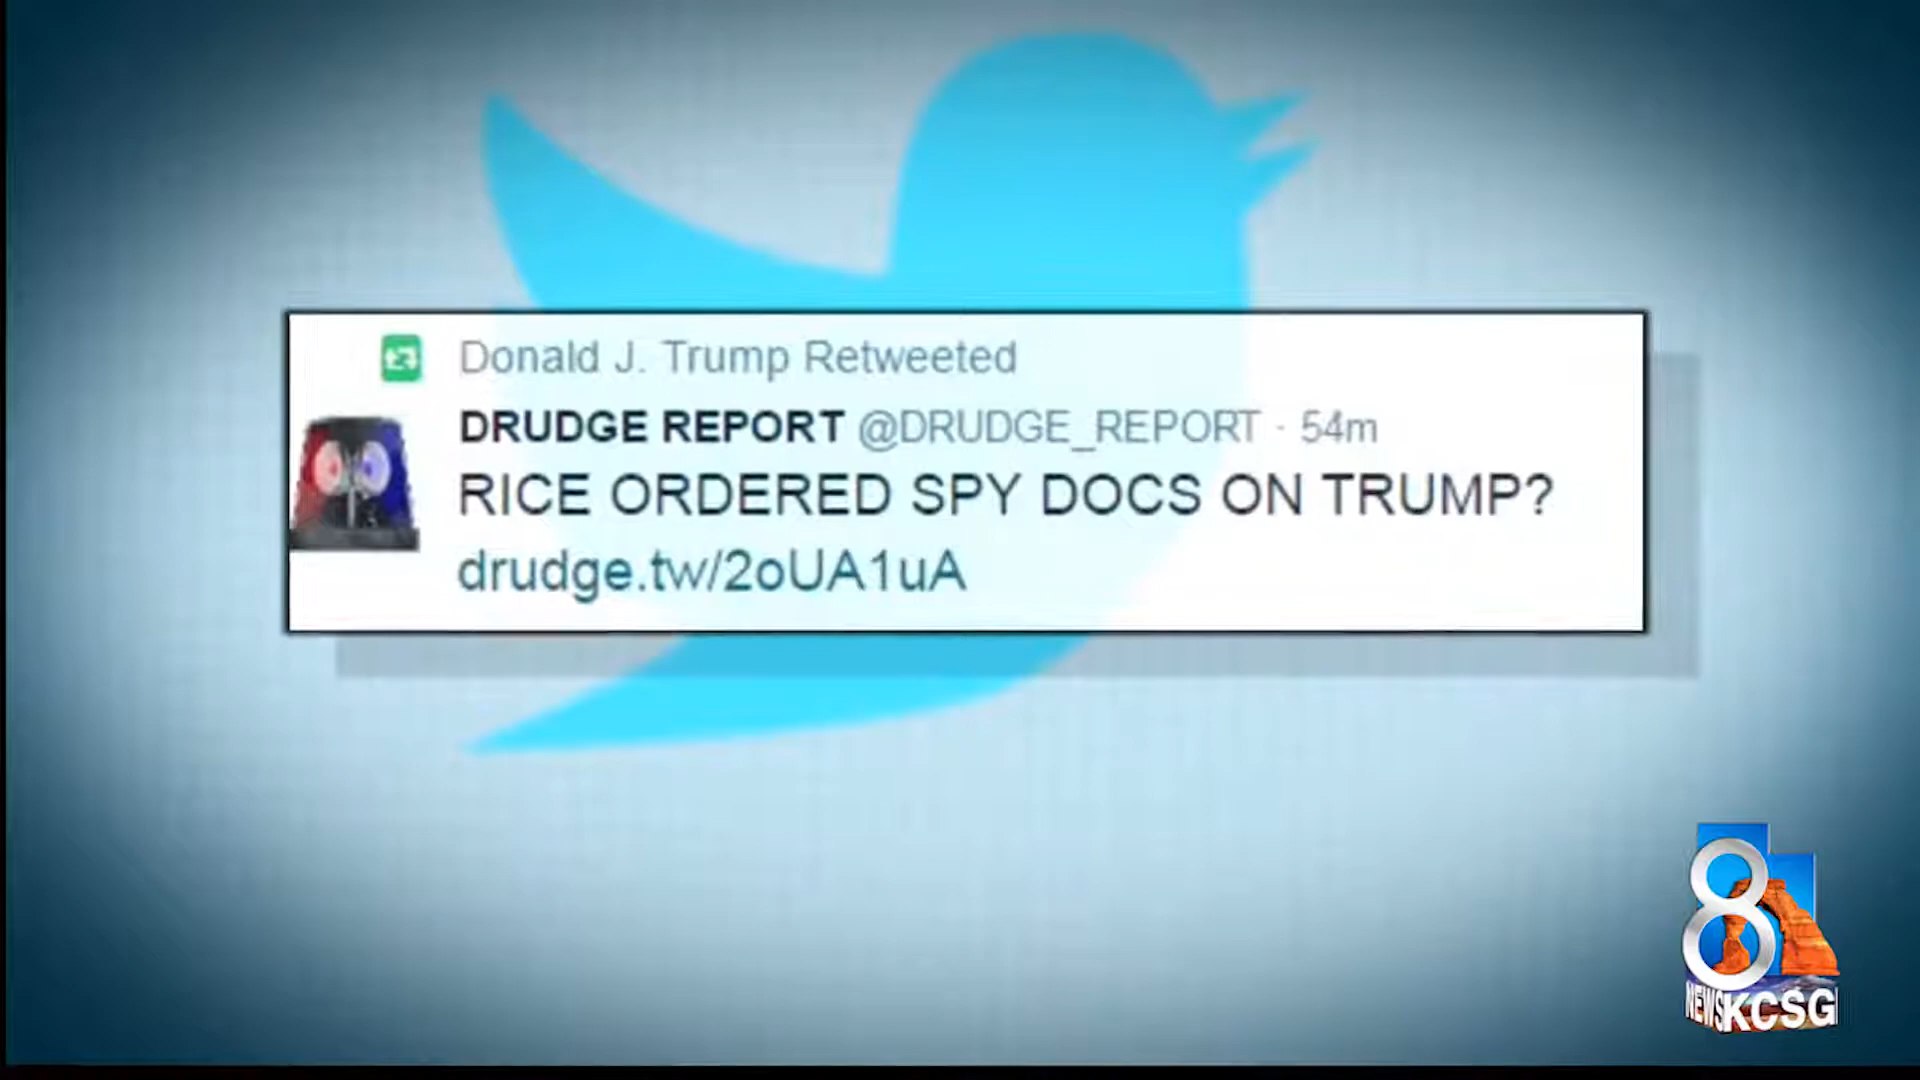 Donald J. Trump Retweeted
DRUDGE REPORT @DRUDGE_REPORT · 54m
RICE ORDERED SPY DOCS ON TRUMP?
drudge.tw/2oUA1uA
8
NEWS KCSG